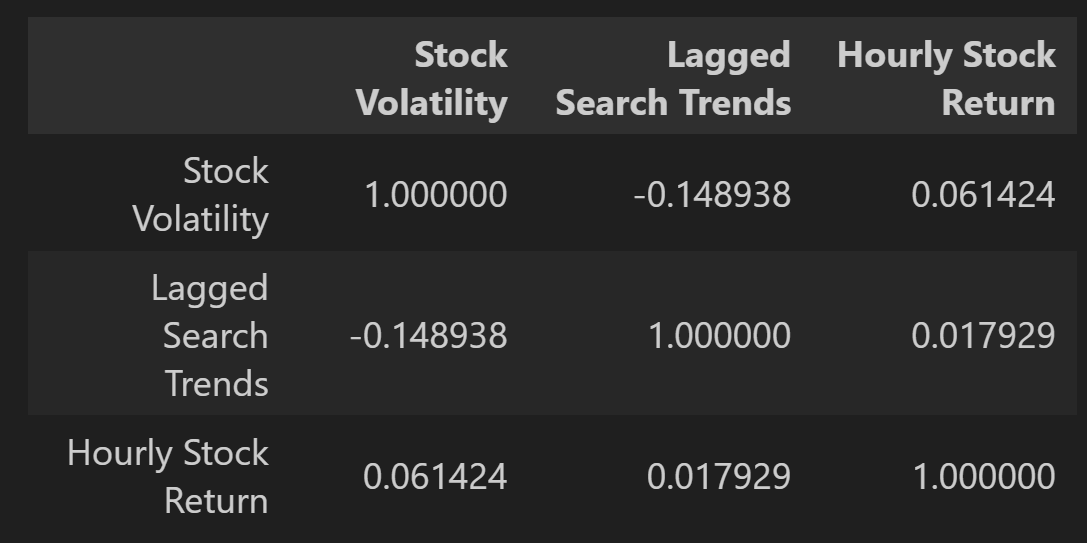 Stock Lagged Hourly Stock
Volatility Search Trends Return
Stock
Volatility 1.000000 -0.148938 0.061424
Lagged
Search -0.148938 1.000000 0.017929
Trends
Hourly Stock
Return 0.061424 0.017929 1.000000